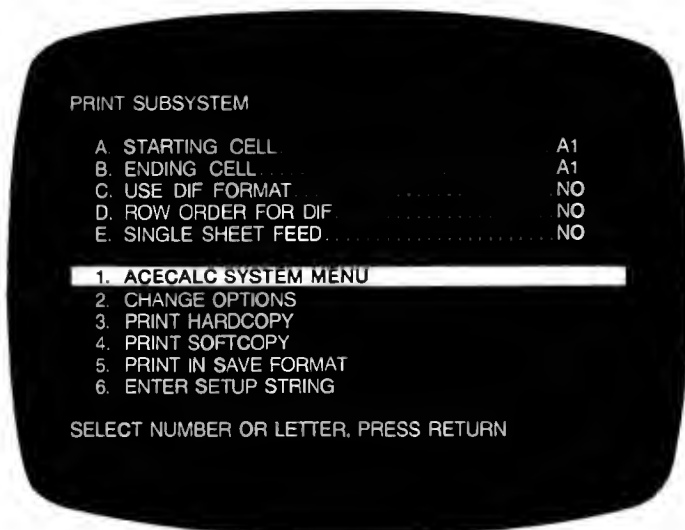 PRINT SUBSYSTEM
A. STARTING CELL A1
B. ENDING CELL..... A1
C. USE DIF FORMAT... ....... NO
D. ROW ORDER FOR DIF. ............. NO
E. SINGLE SHEET FEED........................ NO
1. ACECALC SYSTEM MENU
2. CHANGE OPTIONS
3. PRINT HARDCOPY
4. PRINT SOFTCOPY
5. PRINT IN SAVE FORMAT
6. ENTER SETUP STRING
SELECT NUMBER OR LETTER, PRESS RETURN